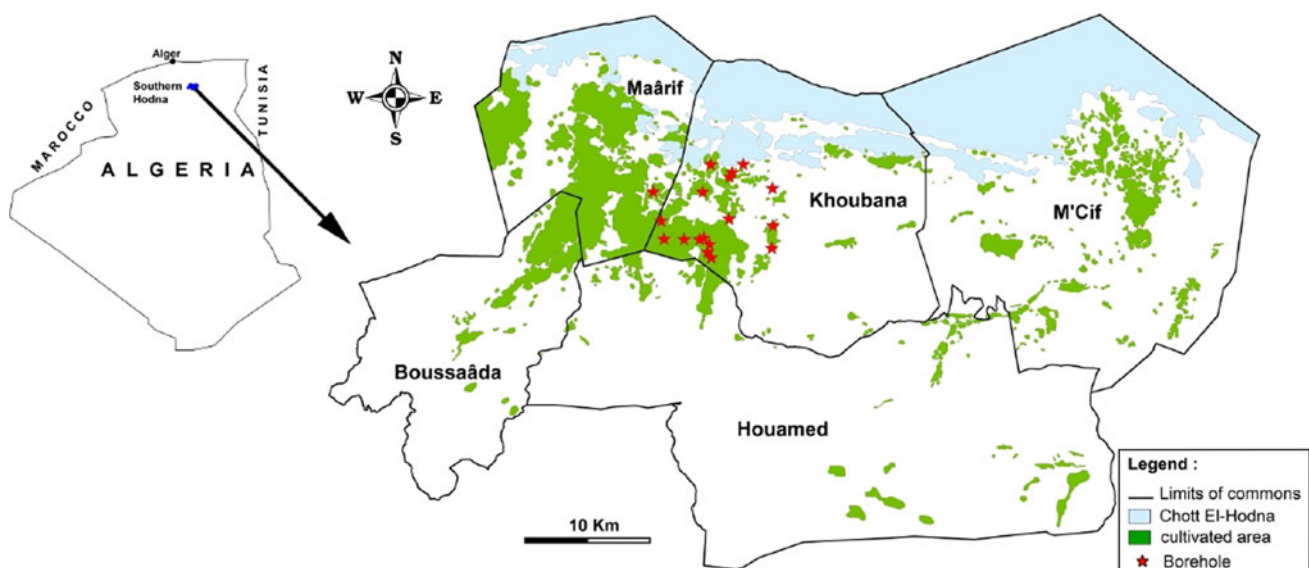 Alger
Southern
Hodna
MAROCCO
TUNISIA
ALGERIA
N
W E
S
Maârif
Khoubana
M'Cif
Boussaâda
Houamed
10 Km
Legend :
Limits of commons
Chott El-Hodna
cultivated area
Borehole